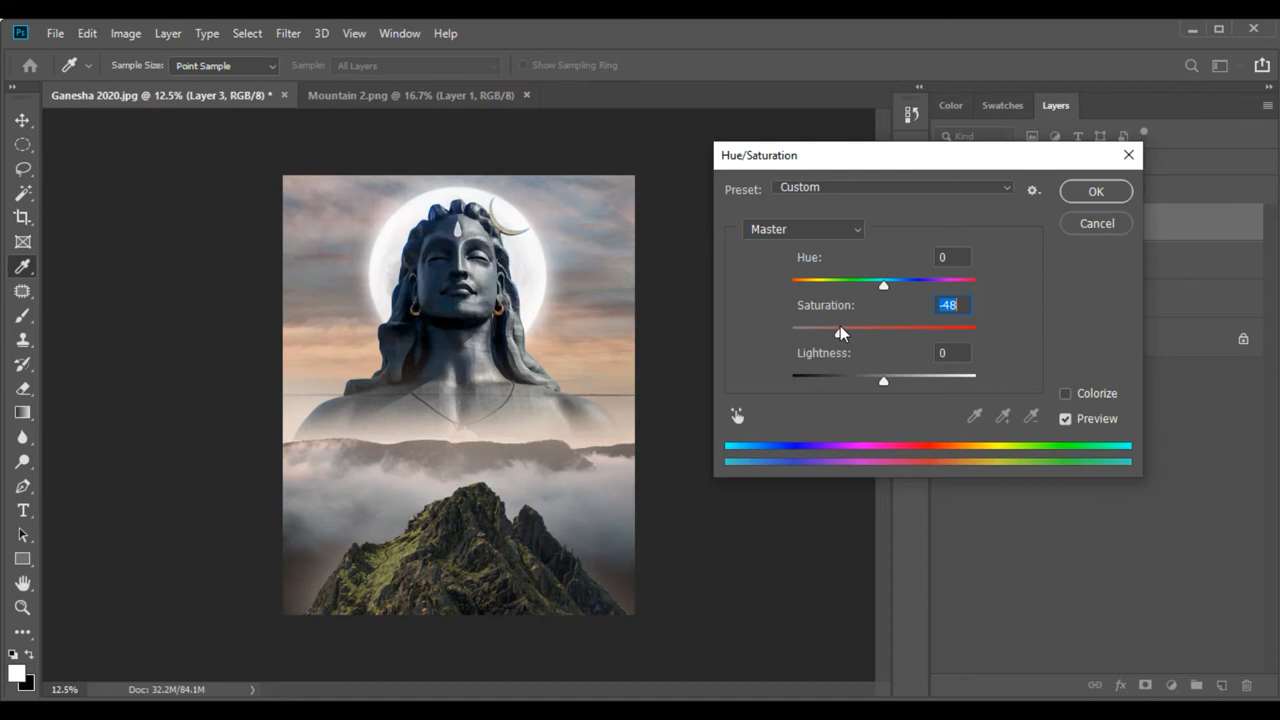 Ps File Edit Image Layer Type Select Filter 3D View Window Help
Sample Size: Point Sample Sample: All Layers Show Sampling Ring
Ganesha 2020.jpg @ 12.5% (Layer 3, RGB/8) * × Mountain 2.png @ 16.7% (Layer 1, RGB/8) ×
Color Swatches Layers
Kind
Hue/Saturation
Preset: Custom
OK
Master
Cancel
Hue: 0
Saturation: -48
Lightness: 0
Colorize
Preview
12.5% Doc: 32.2M/84.1M